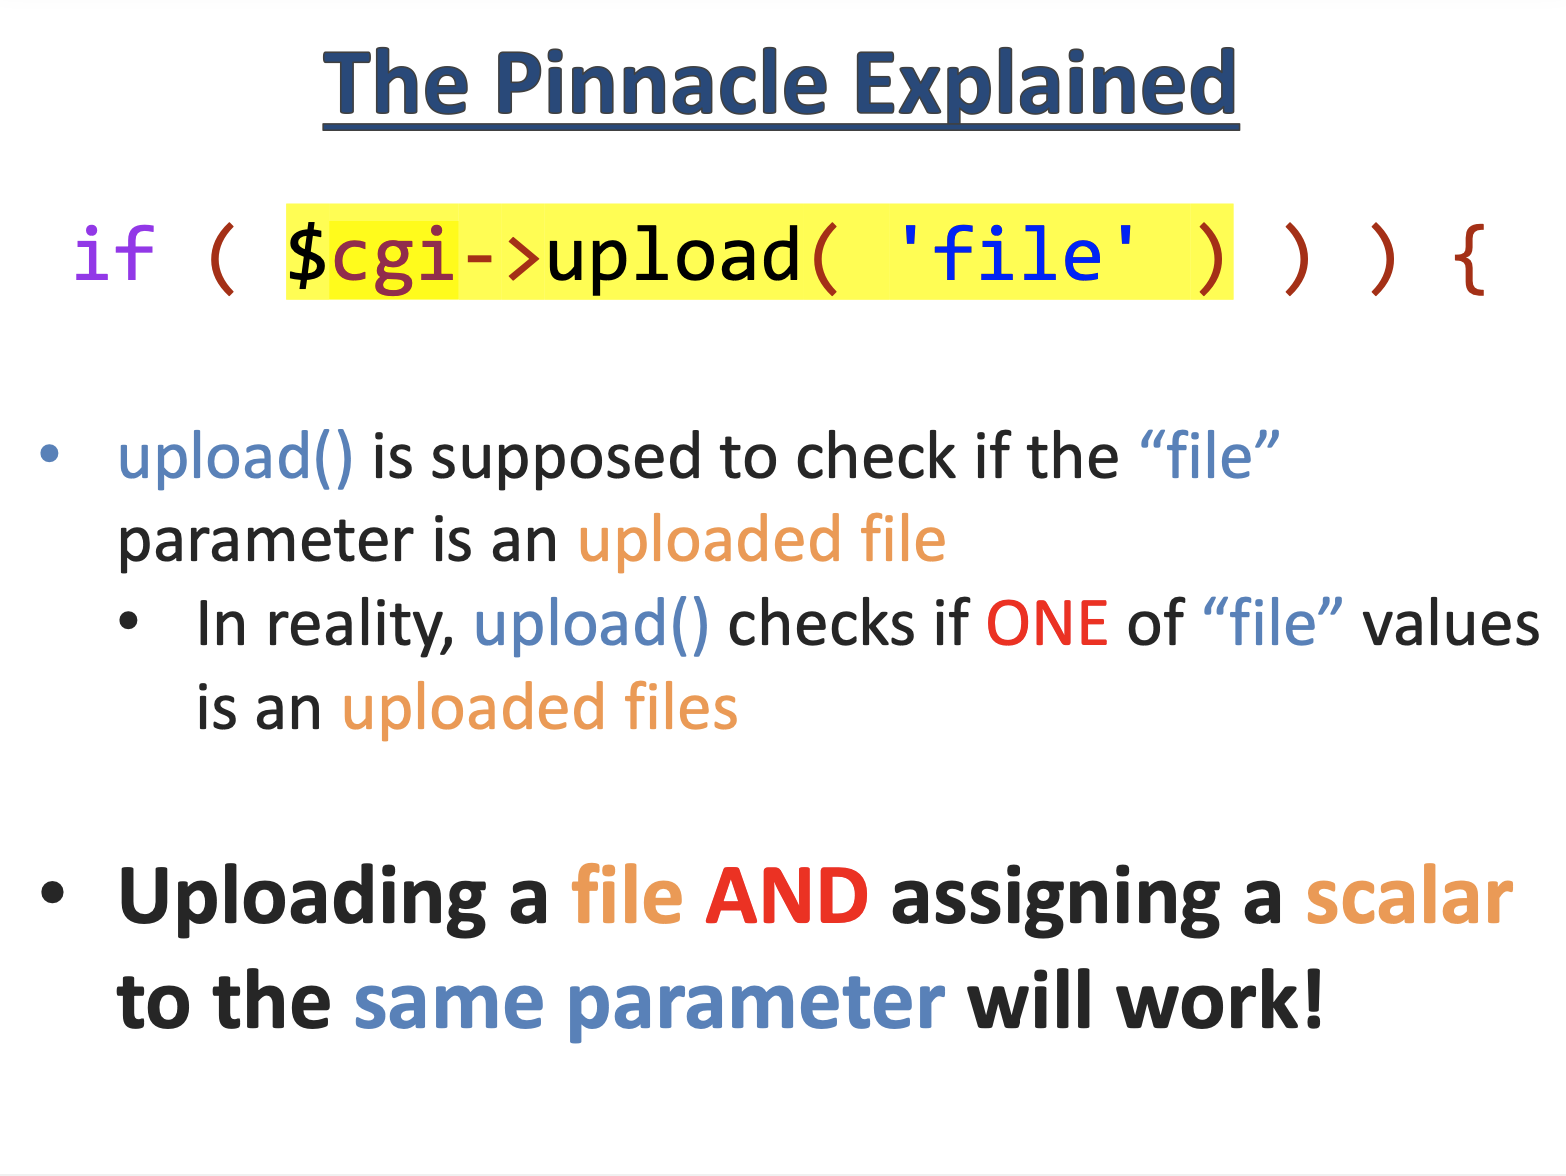 The Pinnacle Explained
if ( $cgi->upload( 'file' ) ) ) {
• upload() is supposed to check if the “file”
parameter is an uploaded file
• In reality, upload() checks if ONE of “file” values
is an uploaded files
• Uploading a file AND assigning a scalar
to the same parameter will work!